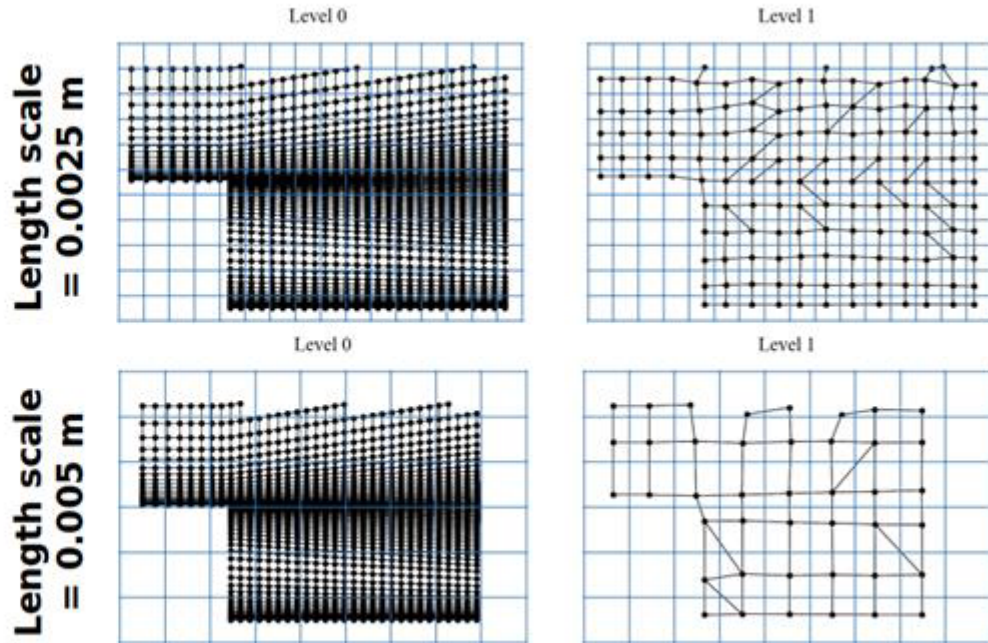 Level 0
Level 1
Length scale
= 0.0025 m
Level 0
Level 1
Length scale
= 0.005 m